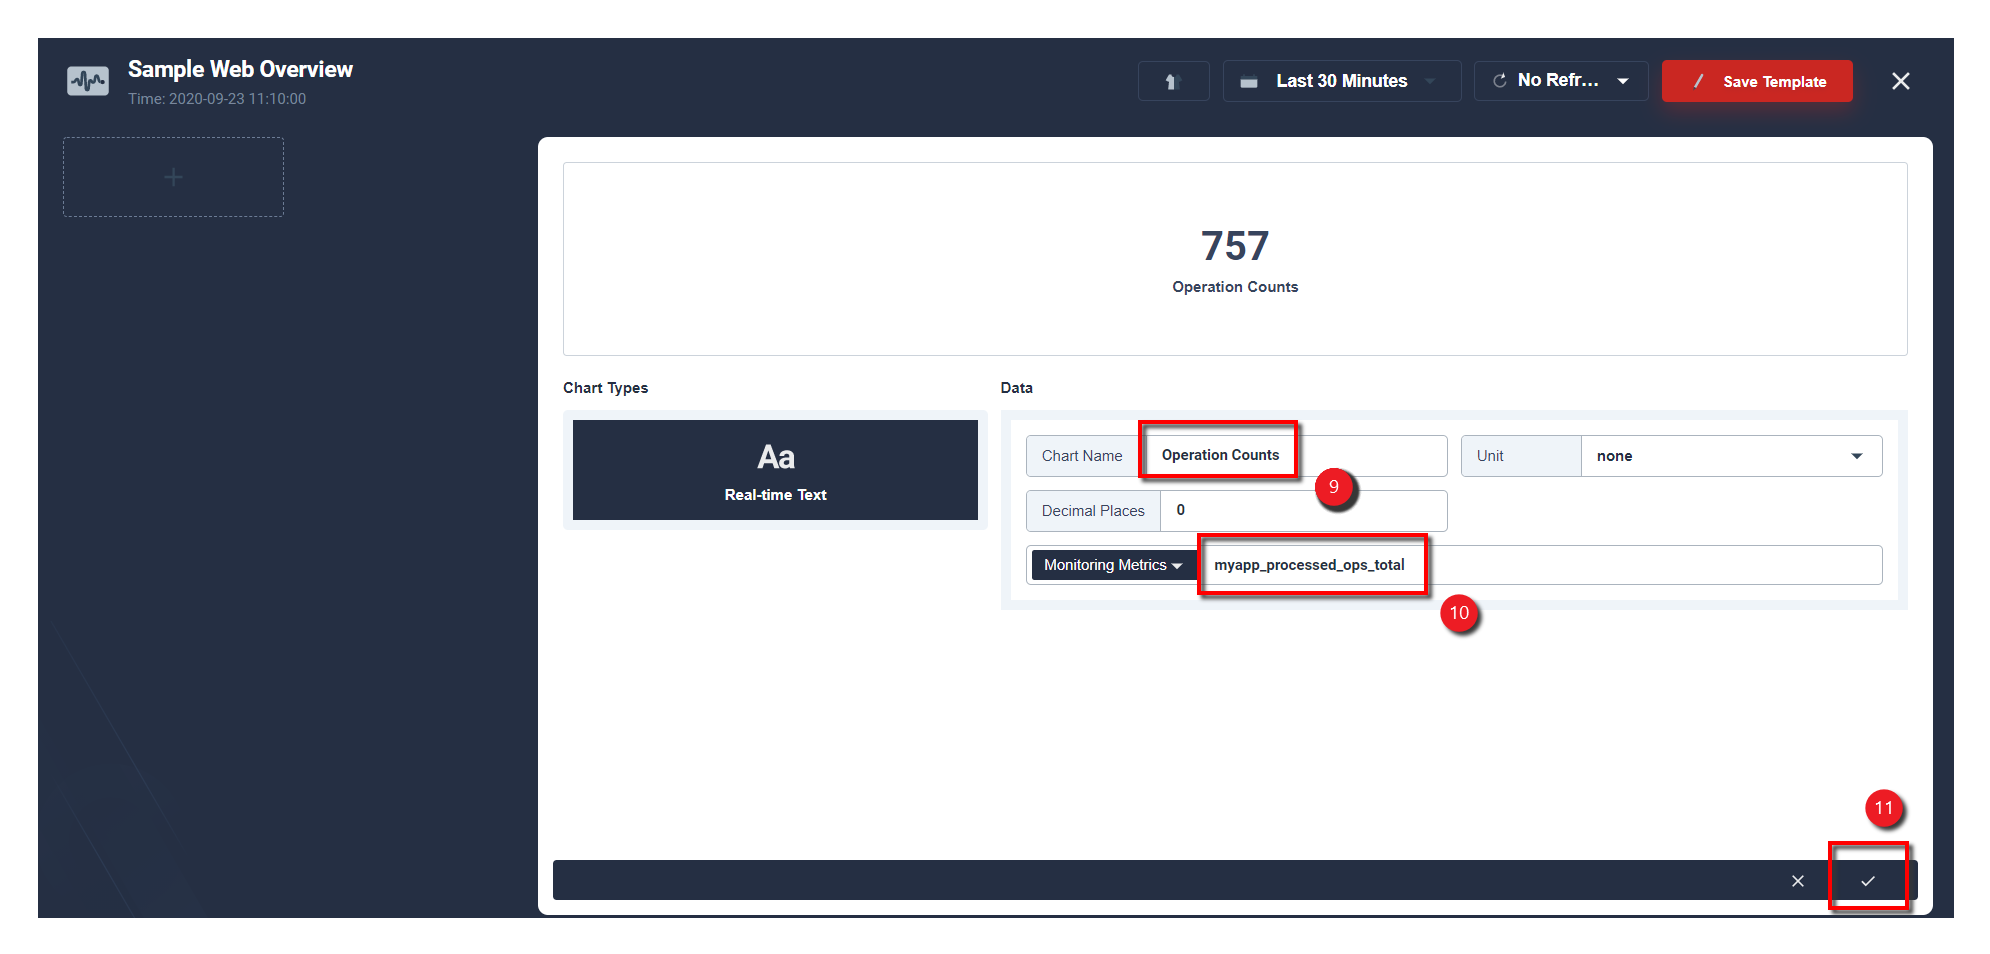 Sample Web Overview
Time: 2020-09-23 11:10:00
Last 30 Minutes
No Refr...
Save Template
757
Operation Counts
Chart Types
Data
Aa
Real-time Text
Chart Name
Operation Counts
Unit
none
9
Decimal Places
0
Monitoring Metrics
myapp_processed_ops_total
10
11